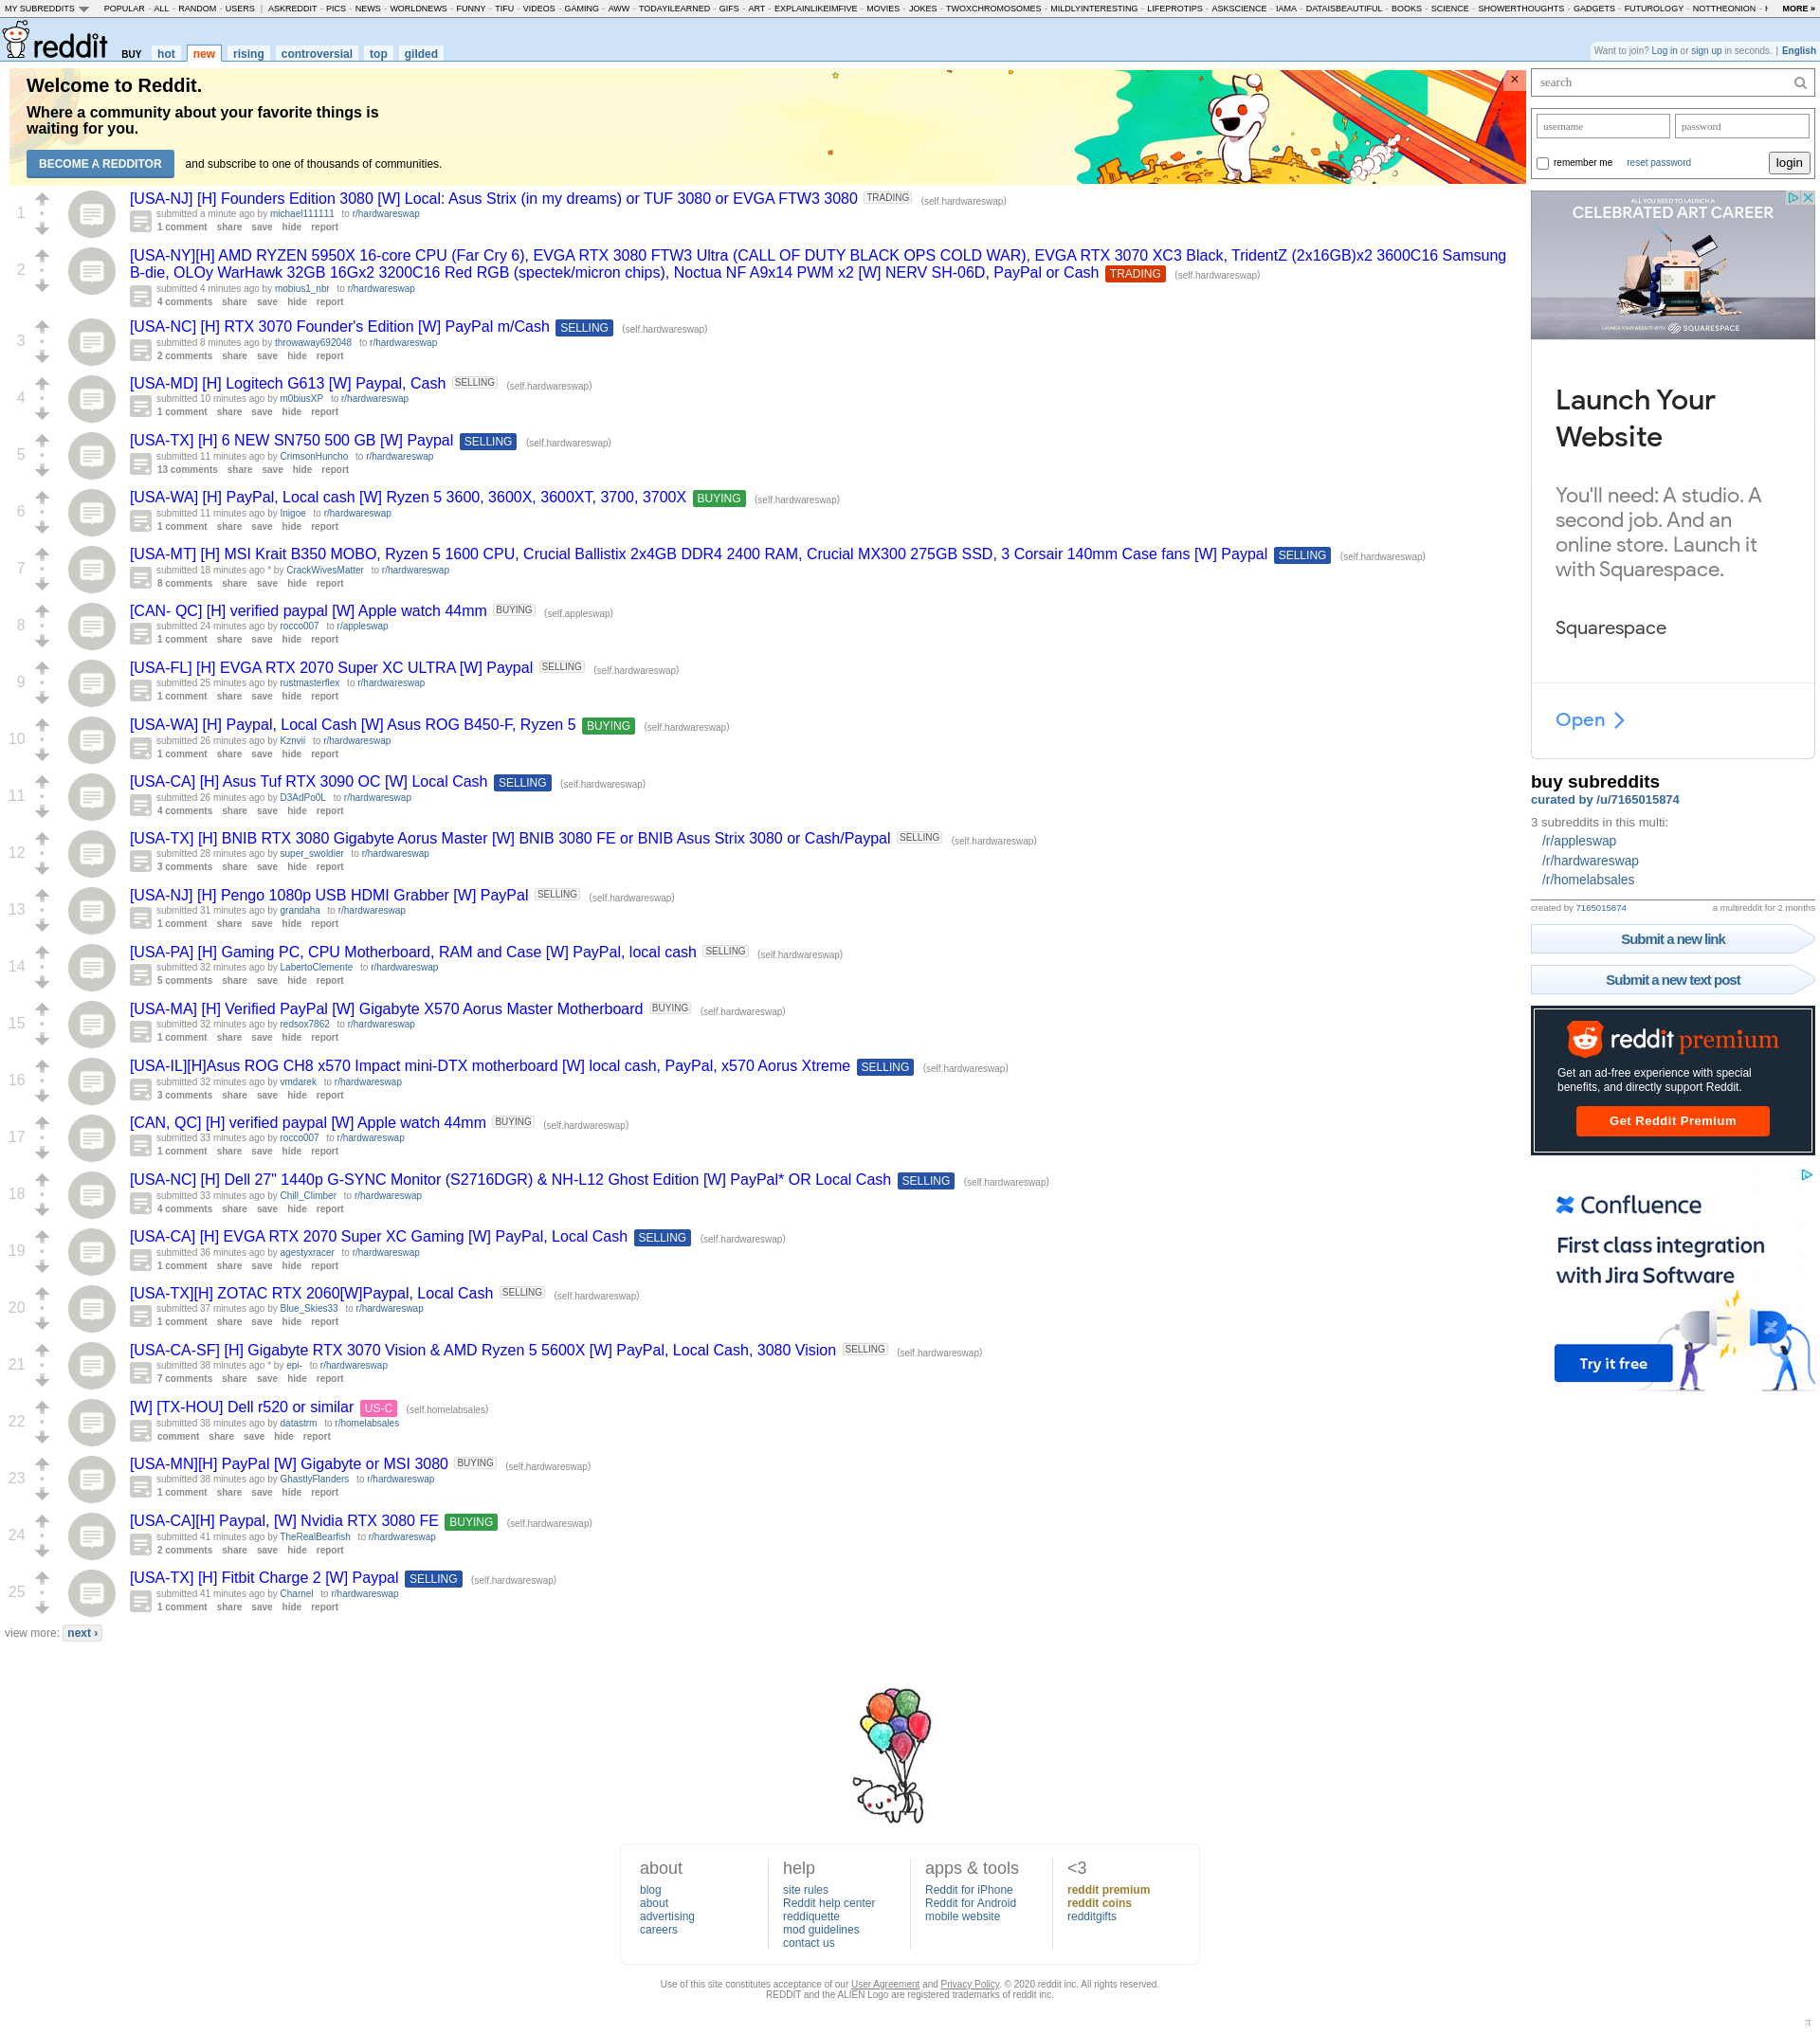 MY SUBREDDITS POPULAR - ALL - RANDOM - USERS | ASKREDDIT - PICS - NEWS - WORLDNEWS - FUNNY - TIFU - VIDEOS - GAMING - AWW - TODAYILEARNED - GIFS - ART - EXPLAINLIKEIMFIVE - MOVIES - JOKES - TWOXCHROMOSOMES - MILDLYINTERESTING - LIFEPROTIPS - ASKSCIENCE - IAMA - DATAISBEAUTIFUL - BOOKS - SCIENCE - SHOWERTHOUGHTS - GADGETS - FUTUROLOGY - NOTTHEONION - MORE »
reddit BUY hot new rising controversial top gilded
Want to join? Log in or sign up in seconds. | English
Welcome to Reddit.
Where a community about your favorite things is
waiting for you.
BECOME A REDDITOR and subscribe to one of thousands of communities.
1
[USA-NJ] [H] Founders Edition 3080 [W] Local: Asus Strix (in my dreams) or TUF 3080 or EVGA FTW3 3080 TRADING (self.hardwareswap)
submitted a minute ago by michael111111 to r/hardwareswap
1 comment share save hide report
2
[USA-NY][H] AMD RYZEN 5950X 16-core CPU (Far Cry 6), EVGA RTX 3080 FTW3 Ultra (CALL OF DUTY BLACK OPS COLD WAR), EVGA RTX 3070 XC3 Black, TridentZ (2x16GB)x2 3600C16 Samsung
B-die, OLOy WarHawk 32GB 16Gx2 3200C16 Red RGB (spectek/micron chips), Noctua NF A9x14 PWM x2 [W] NERV SH-06D, PayPal or Cash TRADING (self.hardwareswap)
submitted 4 minutes ago by mobius1_nbr to r/hardwareswap
4 comments share save hide report
3
[USA-NC] [H] RTX 3070 Founder's Edition [W] PayPal m/Cash SELLING (self.hardwareswap)
submitted 8 minutes ago by throwaway692048 to r/hardwareswap
2 comments share save hide report
4
[USA-MD] [H] Logitech G613 [W] Paypal, Cash SELLING (self.hardwareswap)
submitted 10 minutes ago by m0biusXP to r/hardwareswap
1 comment share save hide report
5
[USA-TX] [H] 6 NEW SN750 500 GB [W] Paypal SELLING (self.hardwareswap)
submitted 11 minutes ago by CrimsonHuncho to r/hardwareswap
13 comments share save hide report
6
[USA-WA] [H] PayPal, Local cash [W] Ryzen 5 3600, 3600X, 3600XT, 3700, 3700X BUYING (self.hardwareswap)
submitted 11 minutes ago by Inigoe to r/hardwareswap
1 comment share save hide report
7
[USA-MT] [H] MSI Krait B350 MOBO, Ryzen 5 1600 CPU, Crucial Ballistix 2x4GB DDR4 2400 RAM, Crucial MX300 275GB SSD, 3 Corsair 140mm Case fans [W] Paypal SELLING (self.hardwareswap)
submitted 18 minutes ago * by CrackWivesMatter to r/hardwareswap
8 comments share save hide report
8
[CAN- QC] [H] verified paypal [W] Apple watch 44mm BUYING (self.appleswap)
submitted 24 minutes ago by rocco007 to r/appleswap
1 comment share save hide report
9
[USA-FL] [H] EVGA RTX 2070 Super XC ULTRA [W] Paypal SELLING (self.hardwareswap)
submitted 25 minutes ago by rustmasterflex to r/hardwareswap
1 comment share save hide report
10
[USA-WA] [H] Paypal, Local Cash [W] Asus ROG B450-F, Ryzen 5 BUYING (self.hardwareswap)
submitted 26 minutes ago by Kznvii to r/hardwareswap
1 comment share save hide report
11
[USA-CA] [H] Asus Tuf RTX 3090 OC [W] Local Cash SELLING (self.hardwareswap)
submitted 26 minutes ago by D3AdPo0L to r/hardwareswap
4 comments share save hide report
12
[USA-TX] [H] BNIB RTX 3080 Gigabyte Aorus Master [W] BNIB 3080 FE or BNIB Asus Strix 3080 or Cash/Paypal SELLING (self.hardwareswap)
submitted 28 minutes ago by super_swoldier to r/hardwareswap
3 comments share save hide report
13
[USA-NJ] [H] Pengo 1080p USB HDMI Grabber [W] PayPal SELLING (self.hardwareswap)
submitted 31 minutes ago by grandaha to r/hardwareswap
1 comment share save hide report
14
[USA-PA] [H] Gaming PC, CPU Motherboard, RAM and Case [W] PayPal, local cash SELLING (self.hardwareswap)
submitted 32 minutes ago by LabertoClemente to r/hardwareswap
5 comments share save hide report
15
[USA-MA] [H] Verified PayPal [W] Gigabyte X570 Aorus Master Motherboard BUYING (self.hardwareswap)
submitted 32 minutes ago by redsox7862 to r/hardwareswap
1 comment share save hide report
16
[USA-IL][H]Asus ROG CH8 x570 Impact mini-DTX motherboard [W] local cash, PayPal, x570 Aorus Xtreme SELLING (self.hardwareswap)
submitted 32 minutes ago by vmdarek to r/hardwareswap
3 comments share save hide report
17
[CAN, QC] [H] verified paypal [W] Apple watch 44mm BUYING (self.hardwareswap)
submitted 33 minutes ago by rocco007 to r/hardwareswap
1 comment share save hide report
18
[USA-NC] [H] Dell 27" 1440p G-SYNC Monitor (S2716DGR) & NH-L12 Ghost Edition [W] PayPal* OR Local Cash SELLING (self.hardwareswap)
submitted 33 minutes ago by Chill_Climber to r/hardwareswap
4 comments share save hide report
19
[USA-CA] [H] EVGA RTX 2070 Super XC Gaming [W] PayPal, Local Cash SELLING (self.hardwareswap)
submitted 36 minutes ago by agestyxracer to r/hardwareswap
1 comment share save hide report
20
[USA-TX][H] ZOTAC RTX 2060[W]Paypal, Local Cash SELLING (self.hardwareswap)
submitted 37 minutes ago by Blue_Skies33 to r/hardwareswap
1 comment share save hide report
21
[USA-CA-SF] [H] Gigabyte RTX 3070 Vision & AMD Ryzen 5 5600X [W] PayPal, Local Cash, 3080 Vision SELLING (self.hardwareswap)
submitted 38 minutes ago * by epi- to r/hardwareswap
7 comments share save hide report
22
[W] [TX-HOU] Dell r520 or similar US-C (self.homelabsales)
submitted 38 minutes ago by datastrm to r/homelabsales
comment share save hide report
23
[USA-MN][H] PayPal [W] Gigabyte or MSI 3080 BUYING (self.hardwareswap)
submitted 38 minutes ago by GhastlyFlanders to r/hardwareswap
1 comment share save hide report
24
[USA-CA][H] Paypal, [W] Nvidia RTX 3080 FE BUYING (self.hardwareswap)
submitted 41 minutes ago by TheRealBearfish to r/hardwareswap
2 comments share save hide report
25
[USA-TX] [H] Fitbit Charge 2 [W] Paypal SELLING (self.hardwareswap)
submitted 41 minutes ago by Charnel to r/hardwareswap
1 comment share save hide report
view more: next ›
search
username password
remember me reset password login
ALL YOU NEED TO LAUNCH A
CELEBRATED ART CAREER
LAUNCH YOUR WEBSITE WITH SQUARESPACE
Launch Your
Website
You'll need: A studio. A
second job. And an
online store. Launch it
with Squarespace.
Squarespace
Open
buy subreddits
curated by /u/7165015874
3 subreddits in this multi:
/r/appleswap
/r/hardwareswap
/r/homelabsales
created by 7165015874 a multireddit for 2 months
Submit a new link
Submit a new text post
reddit premium
Get an ad-free experience with special
benefits, and directly support Reddit.
Get Reddit Premium
Confluence
First class integration
with Jira Software
Try it free
about
blog
about
advertising
careers
help
site rules
Reddit help center
reddiquette
mod guidelines
contact us
apps & tools
Reddit for iPhone
Reddit for Android
mobile website
<3
reddit premium
reddit coins
redditgifts
Use of this site constitutes acceptance of our User Agreement and Privacy Policy. © 2020 reddit inc. All rights reserved.
REDDIT and the ALIEN Logo are registered trademarks of reddit inc.
π